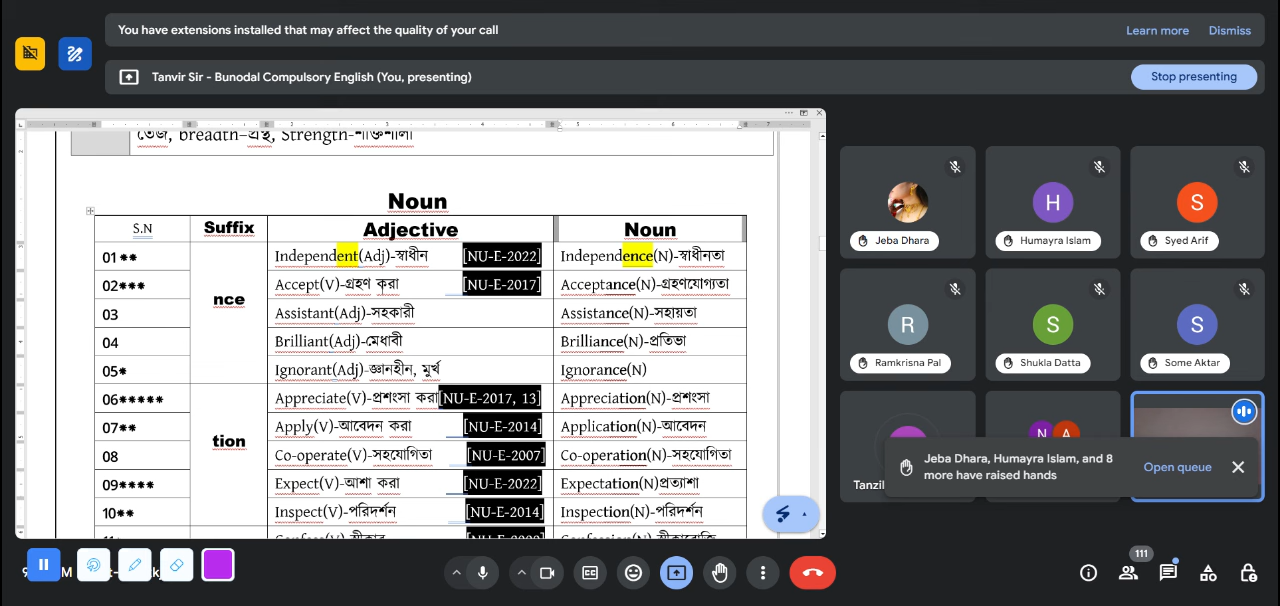 You have extensions installed that may affect the quality of your call
Learn more
Dismiss
Tanvir Sir - Bunodal Compulsory English (You, presenting)
Stop presenting
তেজ, breadth–প্রস্থ, Strength-শক্তিশালী
Noun
S.N Suffix Adjective Noun
01★★ Independent(Adj)-স্বাধীন [NU-E-2022] Independence(N)-স্বাধীনতা
02★★★ Accept(V)-গ্রহণ করা [NU-E-2017] Acceptance(N)-গ্রহণযোগ্যতা
nce
03 Assistant(Adj)-সহকারী Assistance(N)-সহায়তা
04 Brilliant(Adj)-মেধাবী Brilliance(N)-প্রতিভা
05★ Ignorant(Adj)-জ্ঞানহীন, মুর্খ Ignorance(N)
06★★★★★ Appreciate(V)-প্রশংসা করা[NU-E-2017, 13] Appreciation(N)-প্রশংসা
07★★ Apply(V)-আবেদন করা [NU-E-2014] Application(N)-আবেদন
tion
08 Co-operate(V)-সহযোগিতা [NU-E-2007] Co-operation(N)-সহযোগিতা
09★★★★ Expect(V)-আশা করা [NU-E-2022] Expectation(N)প্রত্যাশা
10★★ Inspect(V)-পরিদর্শন [NU-E-2014] Inspection(N)-পরিদর্শন
Jeba Dhara
H
Humayra Islam
S
Syed Arif
R
Ramkrisna Pal
S
Shukla Datta
S
Some Aktar
N
A
Tanzil
Jeba Dhara, Humayra Islam, and 8
more have raised hands
Open queue
111